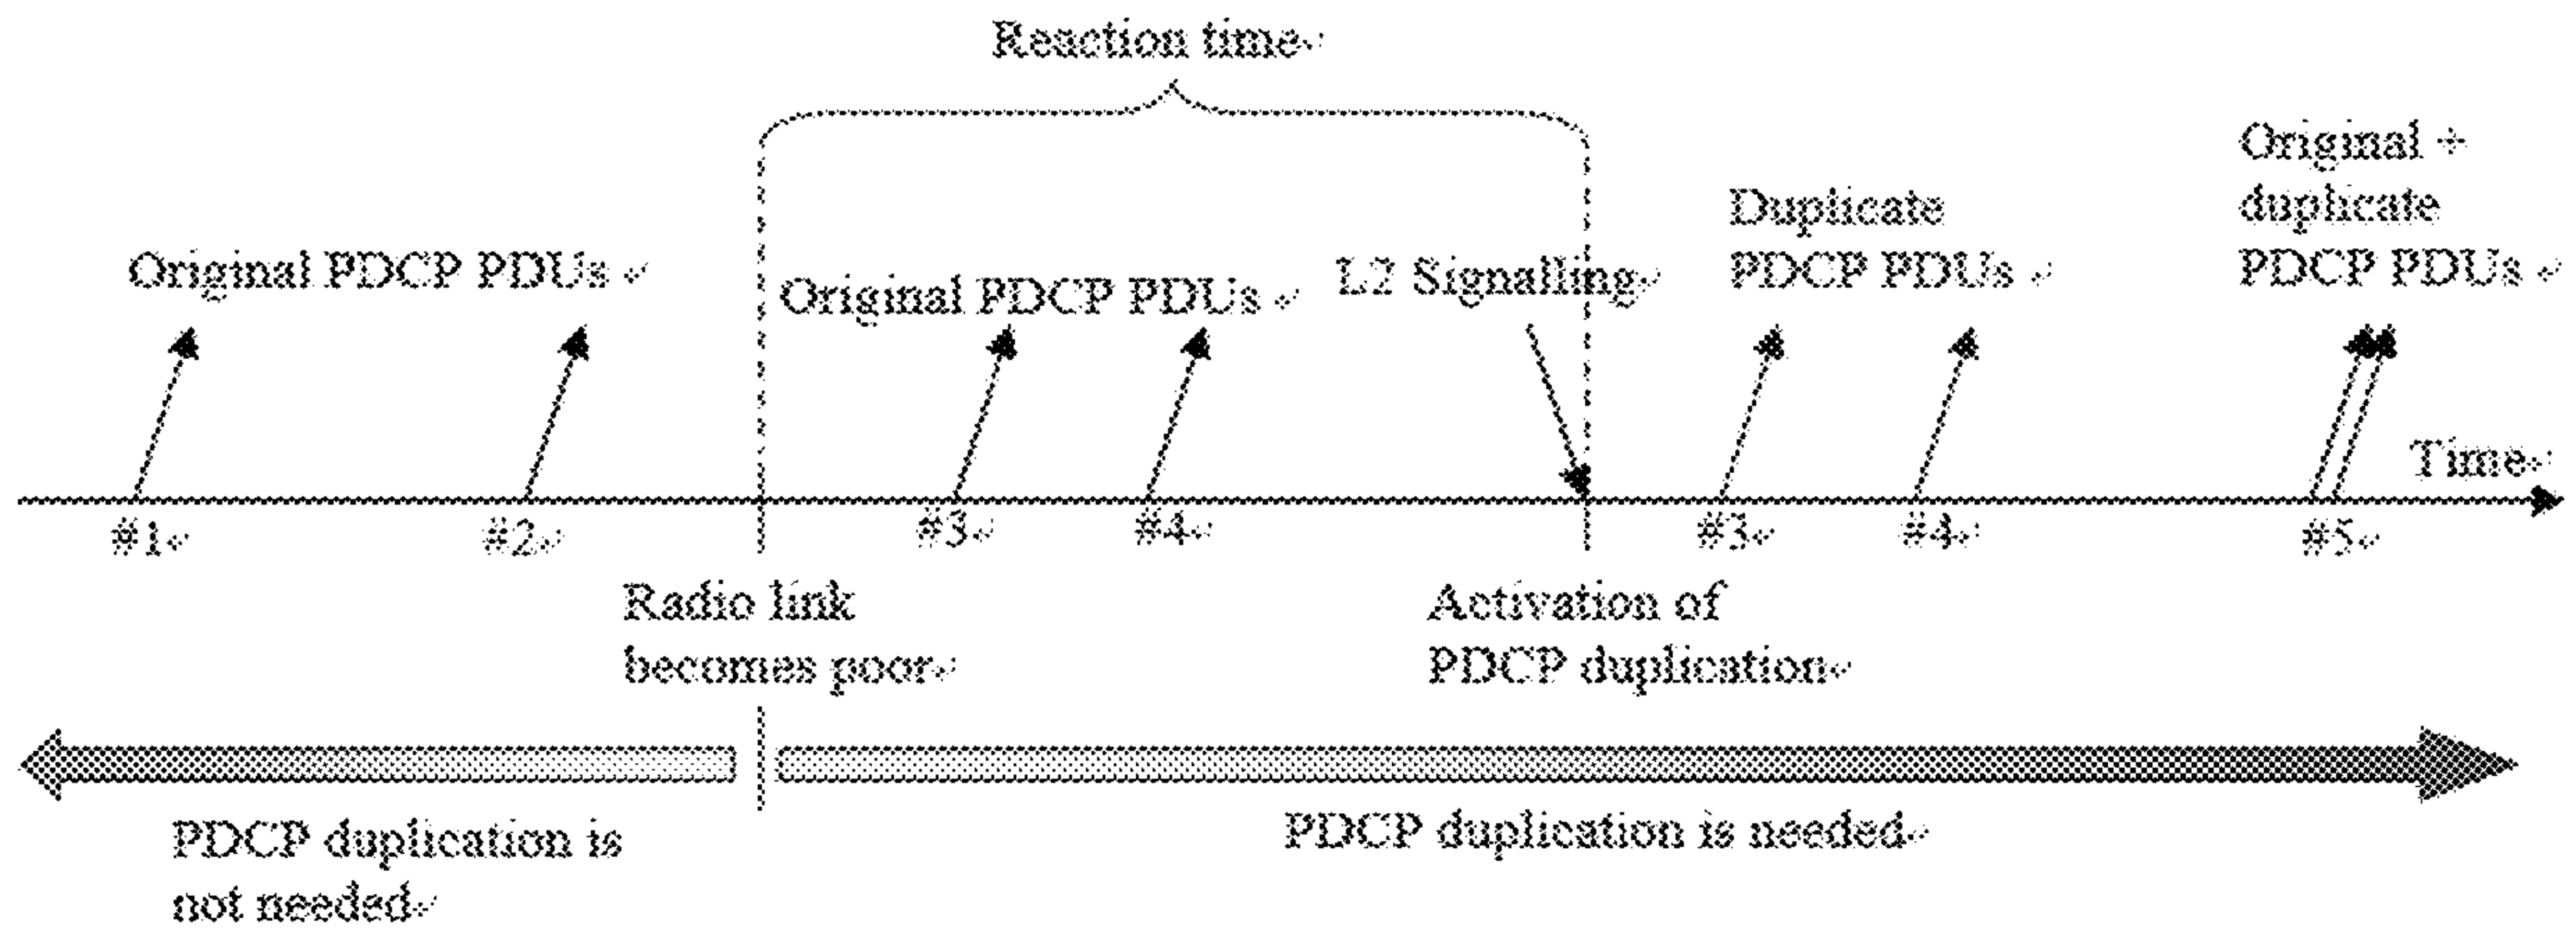 Reaction time
Original +
duplicate
PDCP PDUs
Duplicate
PDCP PDUs
Original PDCP PDUs
Original PDCP PDUs
L2 Signalling
Time
#1
#2
#3
#4
#3
#4
#5
Radio link
becomes poor
Activation of
PDCP duplication
PDCP duplication is
not needed
PDCP duplication is needed